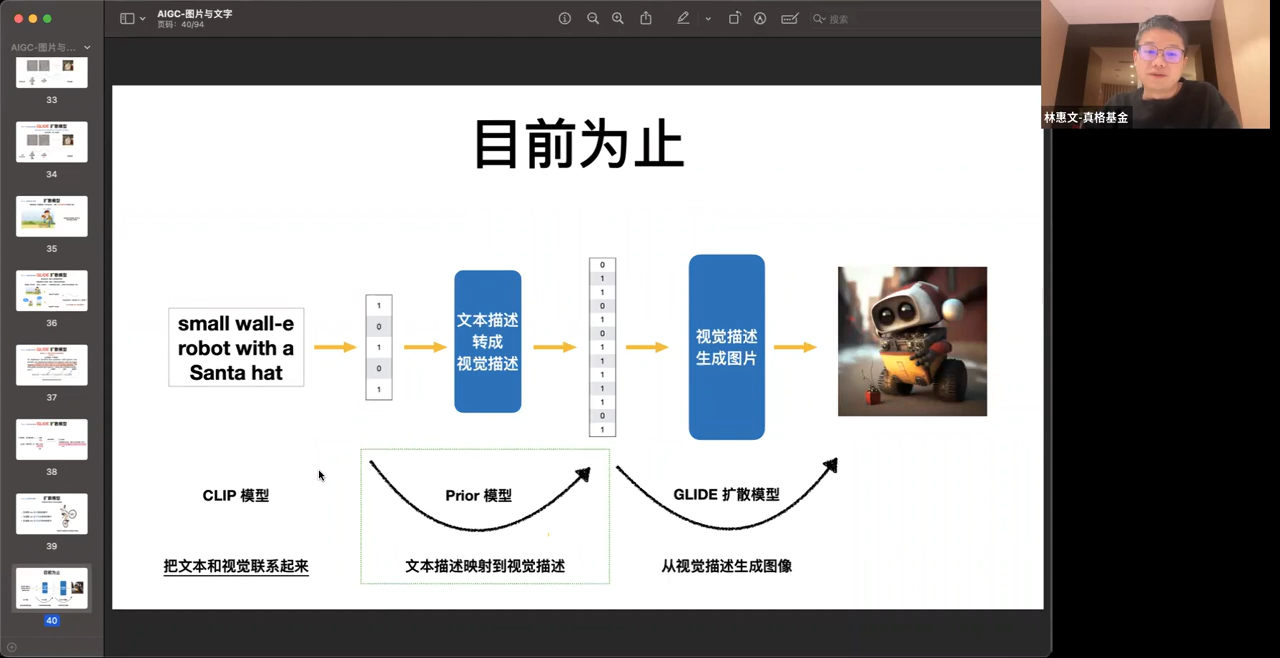 AIGC-图片与文字
页码：40/94
搜索
AIGC-图片与...
33
34
35
36
37
38
39
40
林惠文-真格基金
目前为止
small wall-e
robot with a
Santa hat
1
0
1
0
1
文本描述
转成
视觉描述
0
1
1
0
1
0
1
1
1
1
1
0
1
视觉描述
生成图片
CLIP 模型
Prior 模型
GLIDE 扩散模型
把文本和视觉联系起来
文本描述映射到视觉描述
从视觉描述生成图像